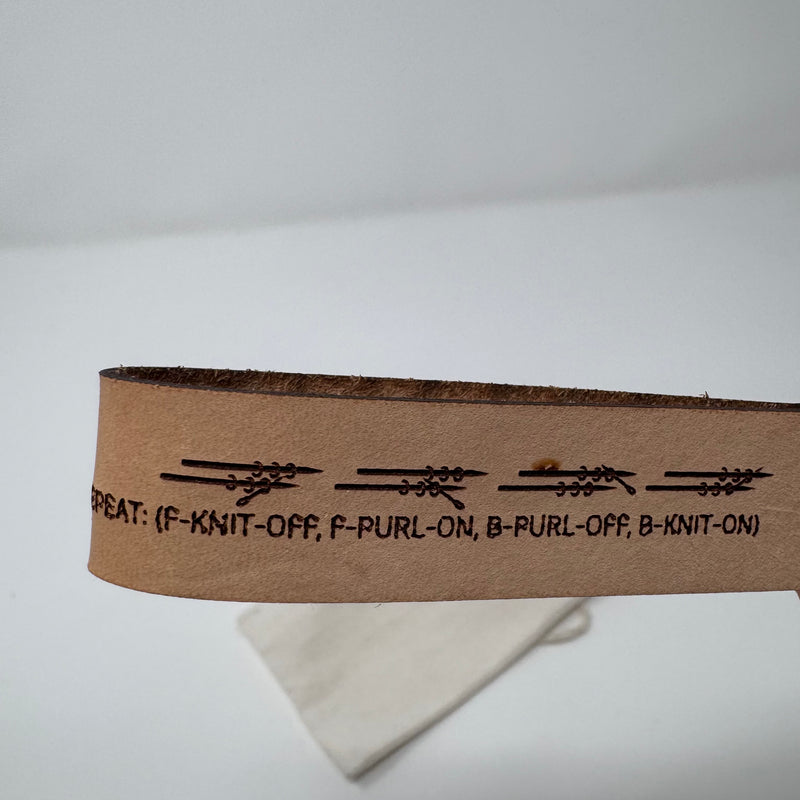 EPEAT: (F-KNIT-OFF, F-PURL-ON, B-PURL-OFF, B-KNIT-ON)